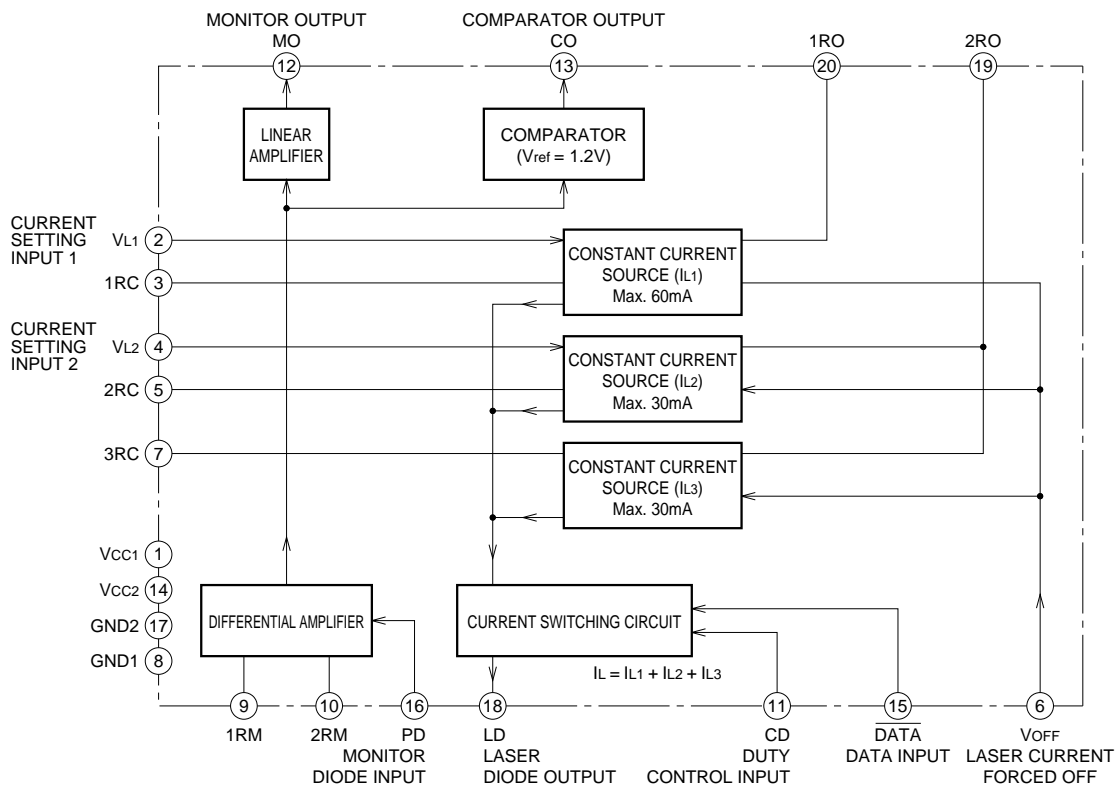 MONITOR OUTPUT
MO
COMPARATOR OUTPUT
CO
1RO
2RO
12
13
20
19
LINEAR
AMPLIFIER
COMPARATOR
(Vref = 1.2V)
CURRENT
SETTING
INPUT 1
VL1
2
1RC
3
CONSTANT CURRENT
SOURCE (IL1)
Max. 60mA
CURRENT
SETTING
INPUT 2
VL2
4
2RC
5
CONSTANT CURRENT
SOURCE (IL2)
Max. 30mA
3RC
7
CONSTANT CURRENT
SOURCE (IL3)
Max. 30mA
VCC1
1
VCC2
14
GND2
17
GND1
8
DIFFERENTIAL AMPLIFIER
CURRENT SWITCHING CIRCUIT
IL = IL1 + IL2 + IL3
9
10
16
18
11
15
6
1RM
2RM
PD
MONITOR
DIODE INPUT
LD
LASER
DIODE OUTPUT
CD
DUTY
CONTROL INPUT
DATA
DATA INPUT
VOFF
LASER CURRENT
FORCED OFF